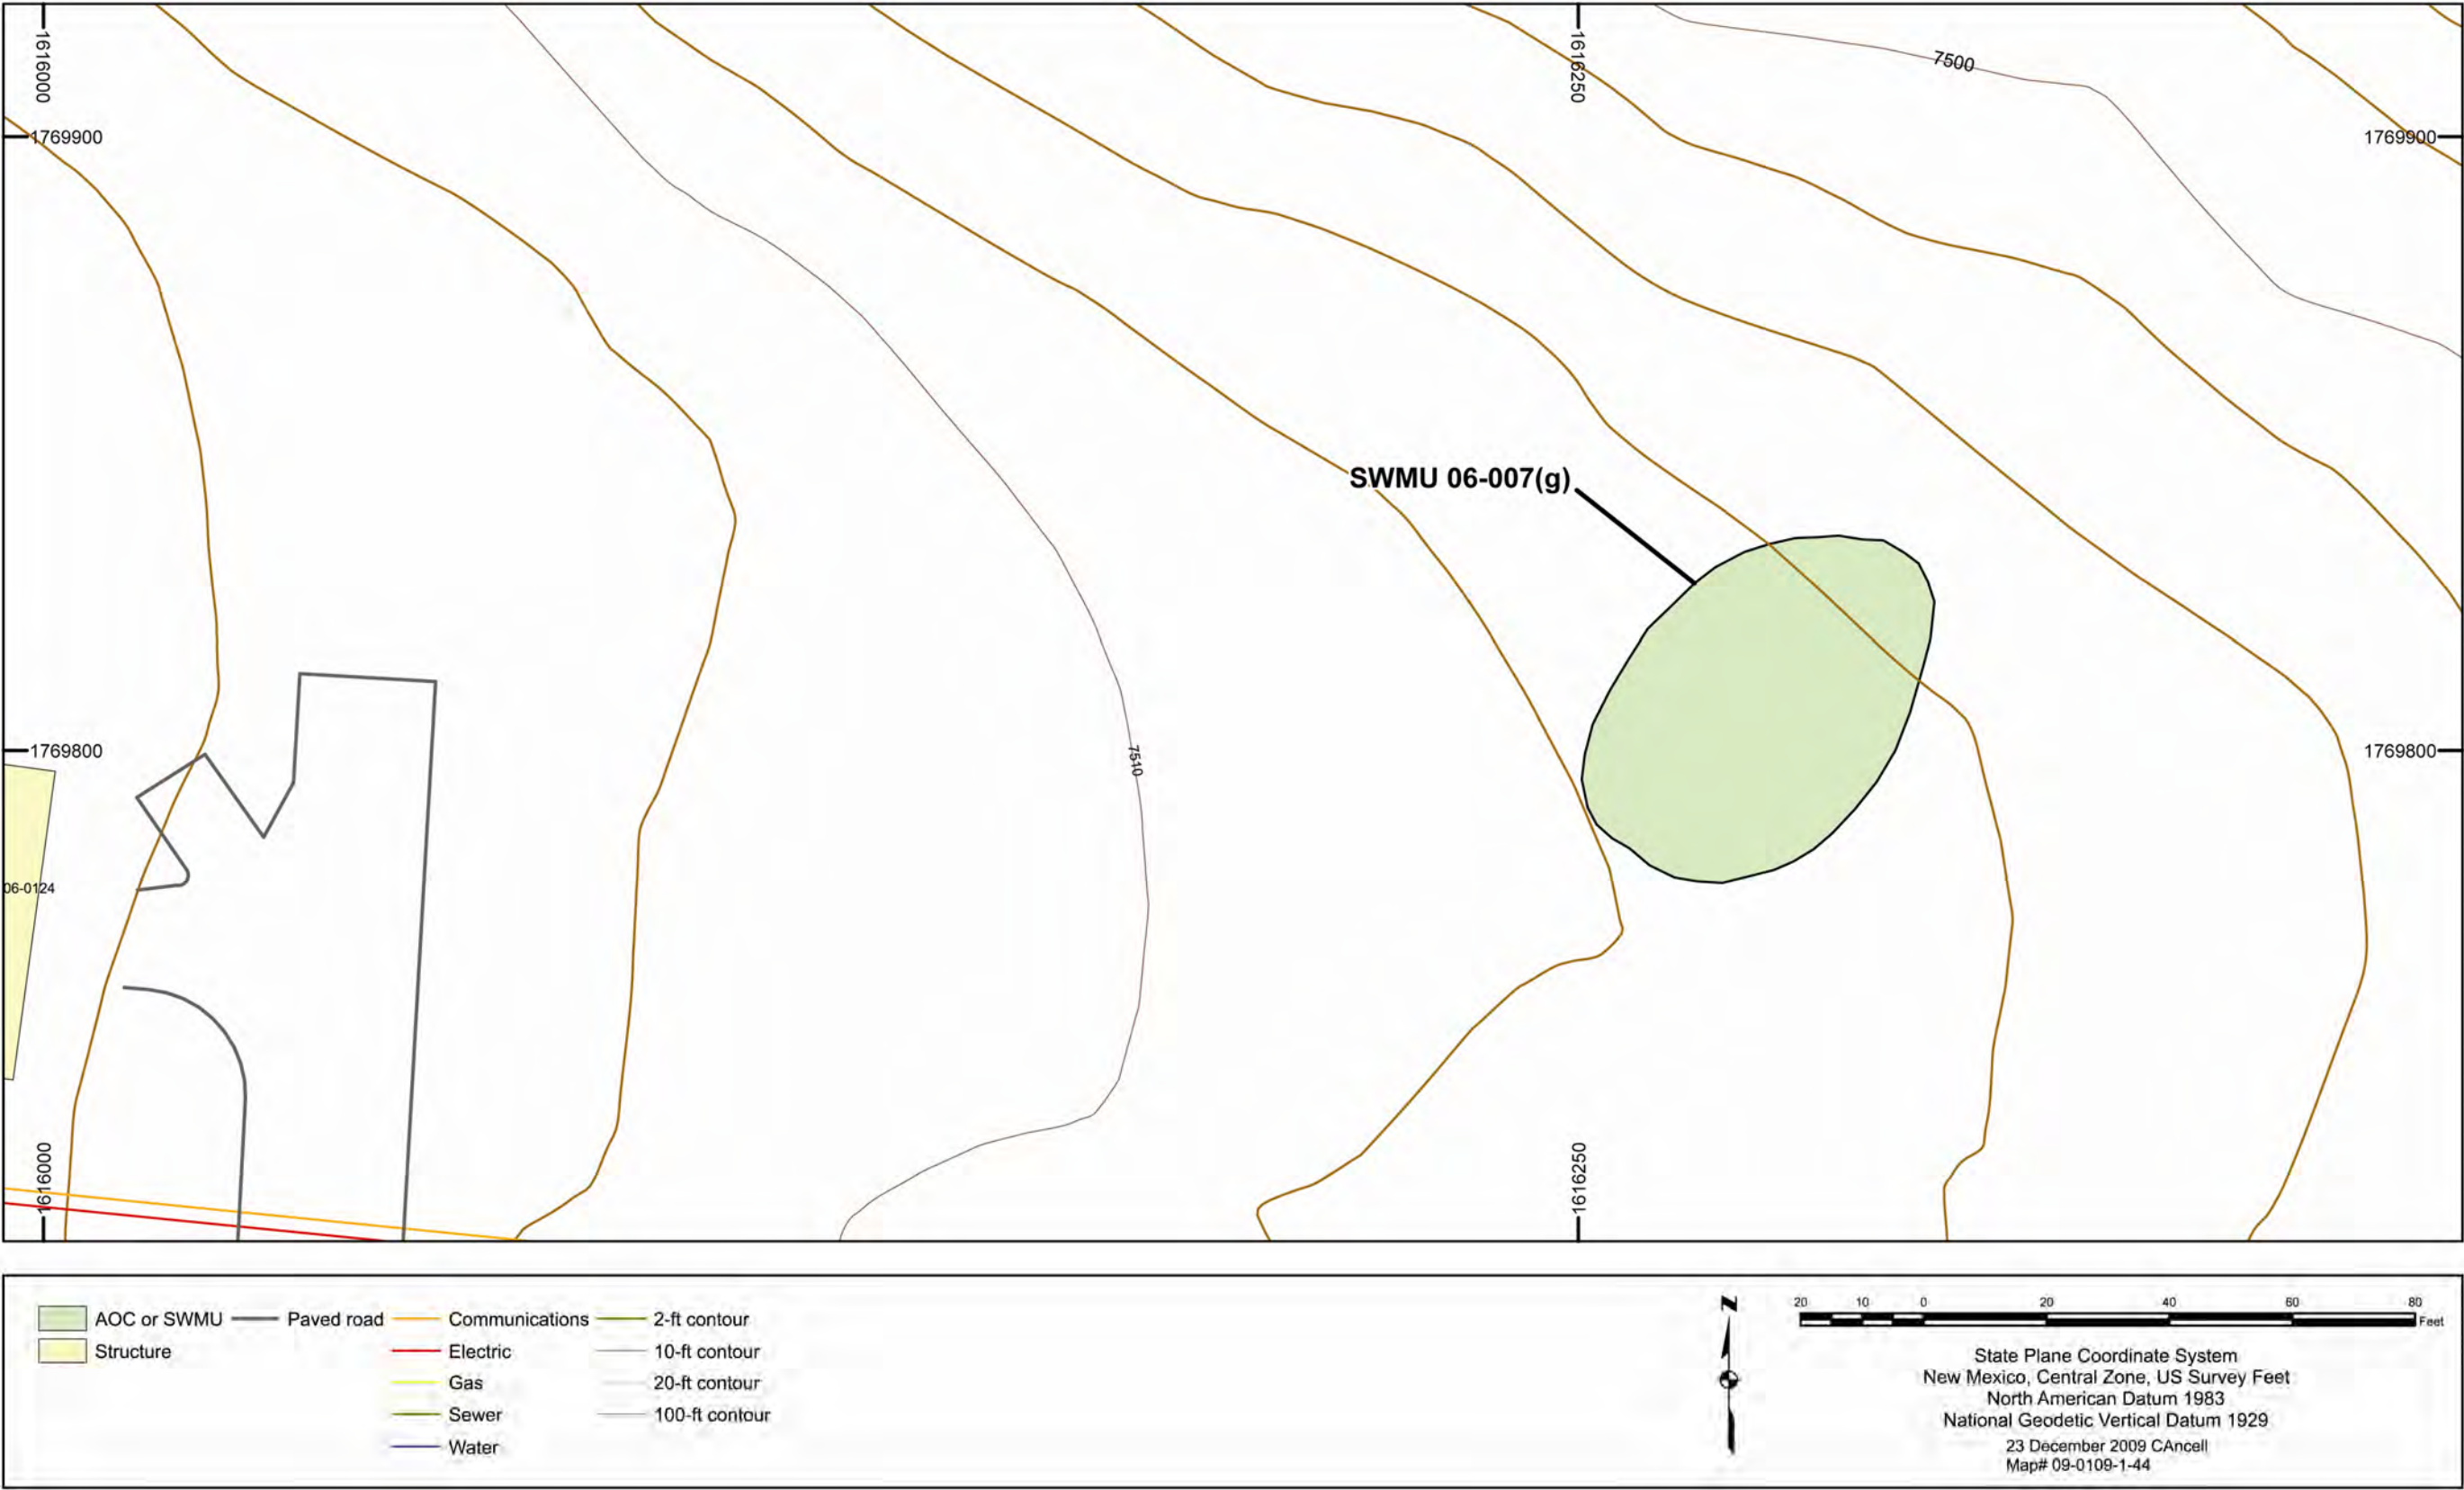 1616000
1616250
7500
1769900
1769900
SWMU 06-007(g)
7510
1769800
1769800
06-0124
1616000
1616250
AOC or SWMU
Structure
Paved road
Communications
Electric
Gas
Sewer
Water
2-ft contour
10-ft contour
20-ft contour
100-ft contour
N
20 10 0 20 40 60 80
Feet
State Plane Coordinate System
New Mexico, Central Zone, US Survey Feet
North American Datum 1983
National Geodetic Vertical Datum 1929
23 December 2009 CAncell
Map# 09-0109-1-44